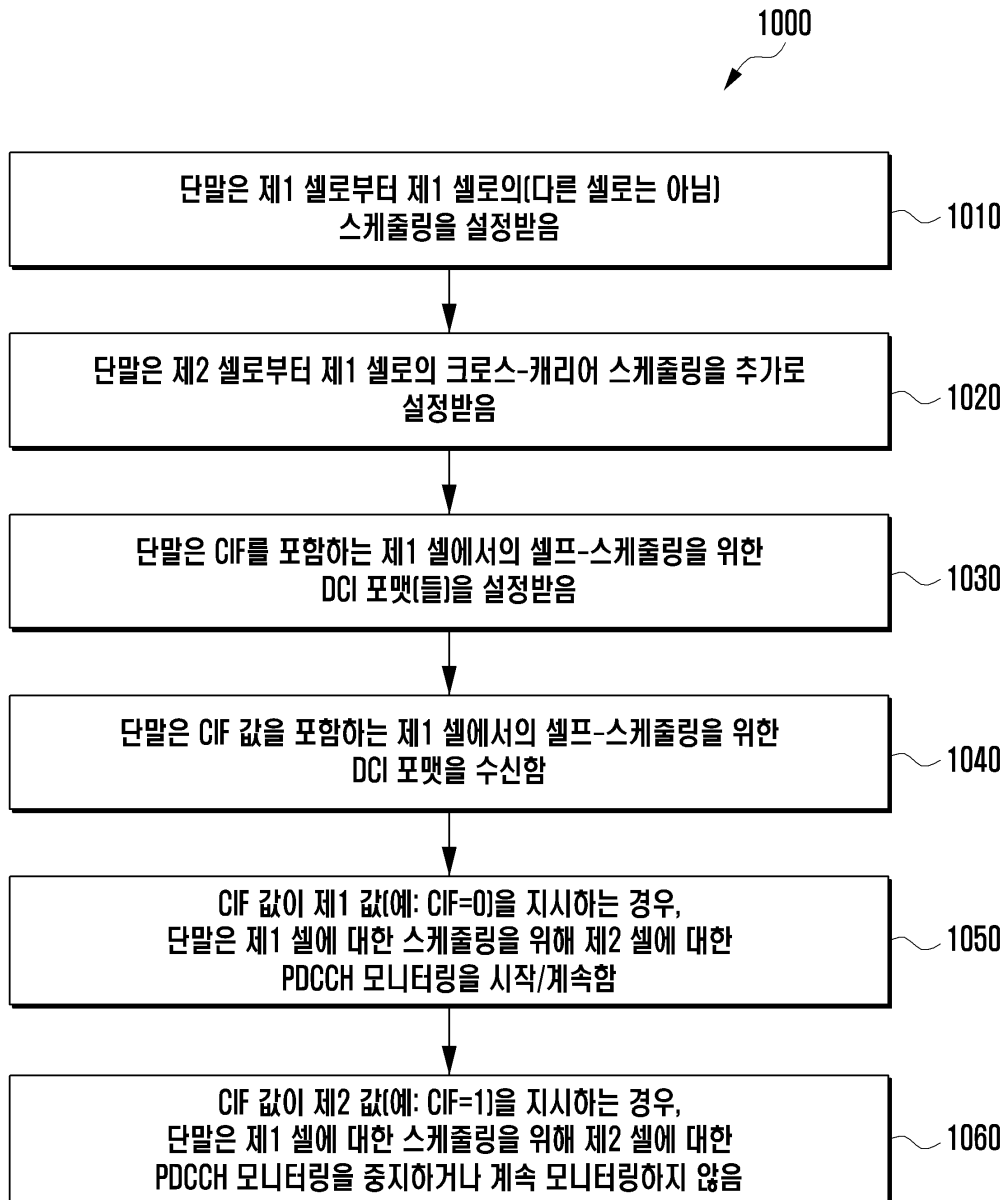 1000
단말은 제1 셀로부터 제1 셀로의(다른 셀로는 아님)
스케줄링을 설정받음
1010
단말은 제2 셀로부터 제1 셀로의 크로스-캐리어 스케줄링을 추가로
설정받음
1020
단말은 CIF를 포함하는 제1 셀에서의 셀프-스케줄링을 위한
DCI 포맷(들)을 설정받음
1030
단말은 CIF 값을 포함하는 제1 셀에서의 셀프-스케줄링을 위한
DCI 포맷을 수신함
1040
CIF 값이 제1 값(예: CIF=0)을 지시하는 경우,
단말은 제1 셀에 대한 스케줄링을 위해 제2 셀에 대한
PDCCH 모니터링을 시작/계속함
1050
CIF 값이 제2 값(예: CIF=1)을 지시하는 경우,
단말은 제1 셀에 대한 스케줄링을 위해 제2 셀에 대한
PDCCH 모니터링을 중지하거나 계속 모니터링하지 않음
1060